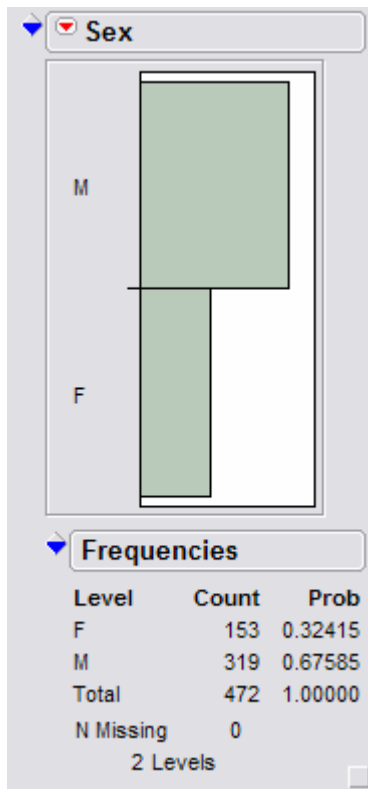 Sex
M
F
Frequencies
Level Count Prob
F 153 0.32415
M 319 0.67585
Total 472 1.00000
N Missing 0
2 Levels